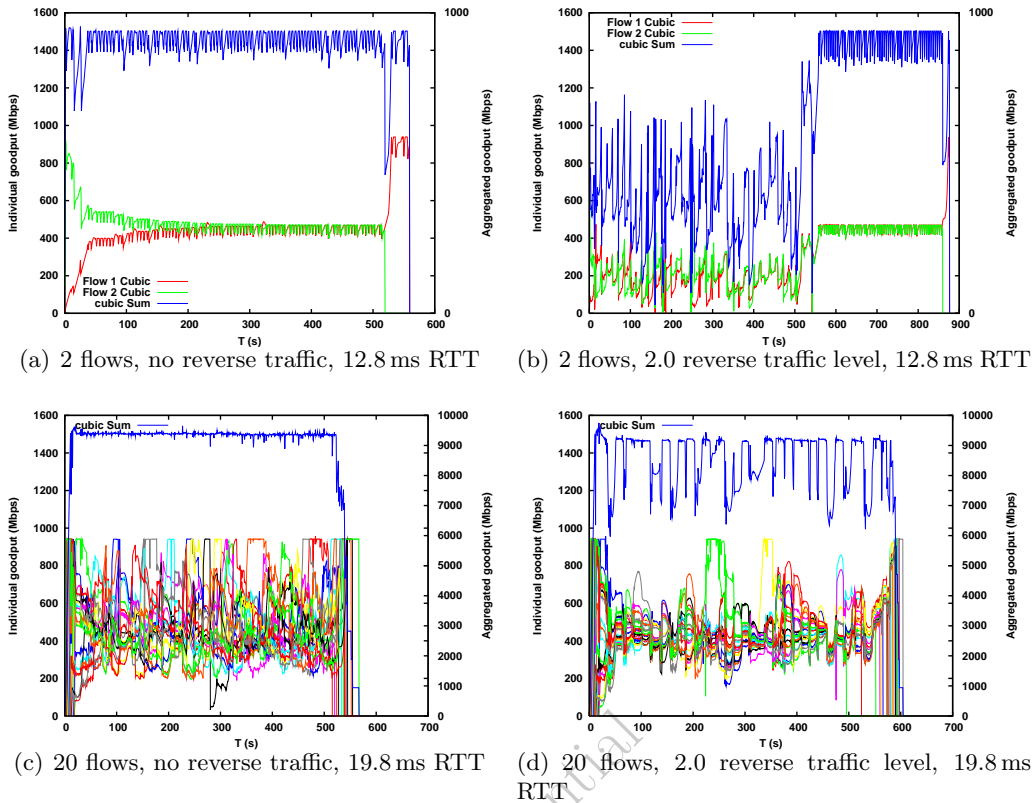 1600
1400
1200
1000
800
600
400
200
0
1000
0
0 100 200 300 400 500 600
Individual goodput (Mbps)
Aggregated goodput (Mbps)
T (s)
Flow 1 Cubic
Flow 2 Cubic
cubic Sum
(a) 2 flows, no reverse traffic, 12.8 ms RTT
1600
1400
1200
1000
800
600
400
200
0
1000
0
0 100 200 300 400 500 600 700 800 900
Individual goodput (Mbps)
Aggregated goodput (Mbps)
T (s)
Flow 1 Cubic
Flow 2 Cubic
cubic Sum
(b) 2 flows, 2.0 reverse traffic level, 12.8 ms RTT
1600
1400
1200
1000
800
600
400
200
0
10000
9000
8000
7000
6000
5000
4000
3000
2000
1000
0
0 100 200 300 400 500 600 700
Individual goodput (Mbps)
Aggregated goodput (Mbps)
T (s)
cubic Sum
(c) 20 flows, no reverse traffic, 19.8 ms RTT
1600
1400
1200
1000
800
600
400
200
0
10000
9000
8000
7000
6000
5000
4000
3000
2000
1000
0
0 100 200 300 400 500 600 700
Individual goodput (Mbps)
Aggregated goodput (Mbps)
T (s)
cubic Sum
(d) 20 flows, 2.0 reverse traffic level, 19.8 ms
RTT